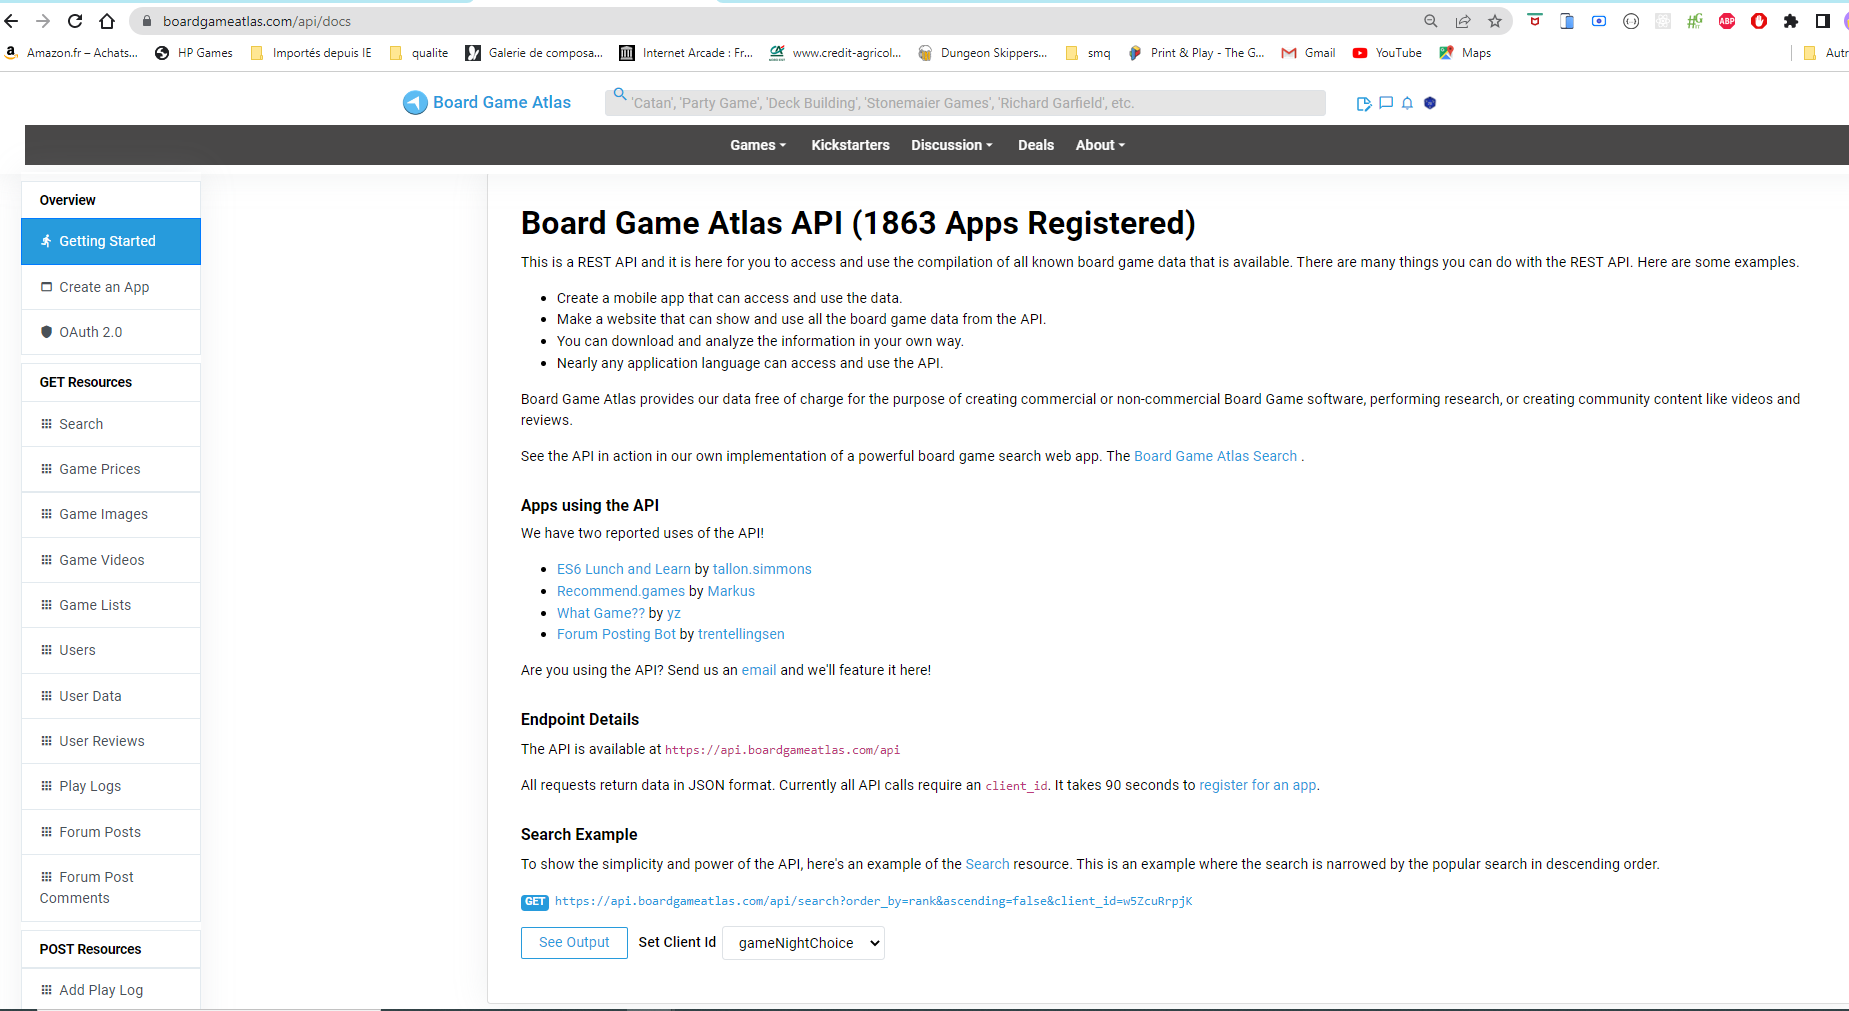 boardgameatlas.com/api/docs
Amazon.fr – Achats...
HP Games
Importés depuis IE
qualite
Galerie de composa...
Internet Arcade : Fr...
www.credit-agricol...
Dungeon Skippers...
smq
Print & Play - The G...
Gmail
YouTube
Maps
Autr
Board Game Atlas
'Catan', 'Party Game', 'Deck Building', 'Stonemaier Games', 'Richard Garfield', etc.
Games
Kickstarters
Discussion
Deals
About
Overview
Getting Started
Create an App
OAuth 2.0
GET Resources
Search
Game Prices
Game Images
Game Videos
Game Lists
Users
User Data
User Reviews
Play Logs
Forum Posts
Forum Post
Comments
POST Resources
Add Play Log
Board Game Atlas API (1863 Apps Registered)
This is a REST API and it is here for you to access and use the compilation of all known board game data that is available. There are many things you can do with the REST API. Here are some examples.
Create a mobile app that can access and use the data.
Make a website that can show and use all the board game data from the API.
You can download and analyze the information in your own way.
Nearly any application language can access and use the API.
Board Game Atlas provides our data free of charge for the purpose of creating commercial or non-commercial Board Game software, performing research, or creating community content like videos and
reviews.
See the API in action in our own implementation of a powerful board game search web app. The Board Game Atlas Search .
Apps using the API
We have two reported uses of the API!
ES6 Lunch and Learn by tallon.simmons
Recommend.games by Markus
What Game?? by yz
Forum Posting Bot by trentellingsen
Are you using the API? Send us an email and we'll feature it here!
Endpoint Details
The API is available at https://api.boardgameatlas.com/api
All requests return data in JSON format. Currently all API calls require an client_id. It takes 90 seconds to register for an app.
Search Example
To show the simplicity and power of the API, here's an example of the Search resource. This is an example where the search is narrowed by the popular search in descending order.
GET https://api.boardgameatlas.com/api/search?order_by=rank&ascending=false&client_id=w5ZcuRrpjK
See Output Set Client Id gameNightChoice